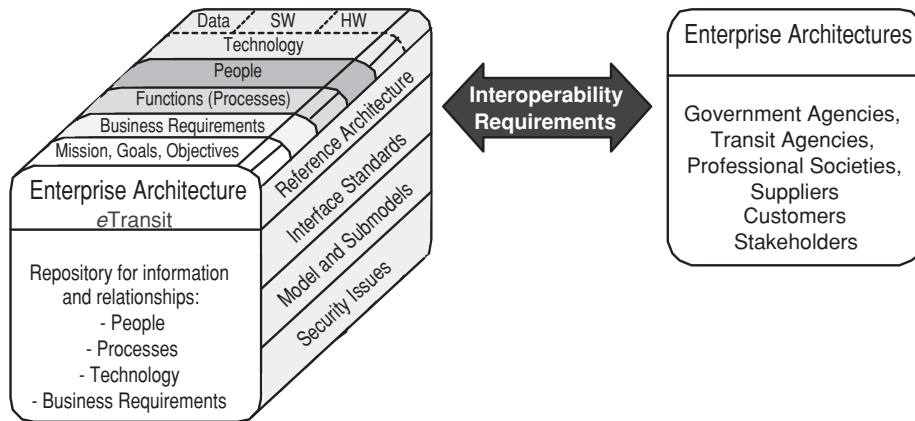 Data SW HW
Technology
People
Functions (Processes)
Business Requirements
Mission, Goals, Objectives
Enterprise Architecture
eTransit
Repository for information
and relationships:
- People
- Processes
- Technology
- Business Requirements
Reference Architecture
Interface Standards
Model and Submodels
Security Issues
Interoperability
Requirements
Enterprise Architectures
Government Agencies,
Transit Agencies,
Professional Societies,
Suppliers
Customers
Stakeholders